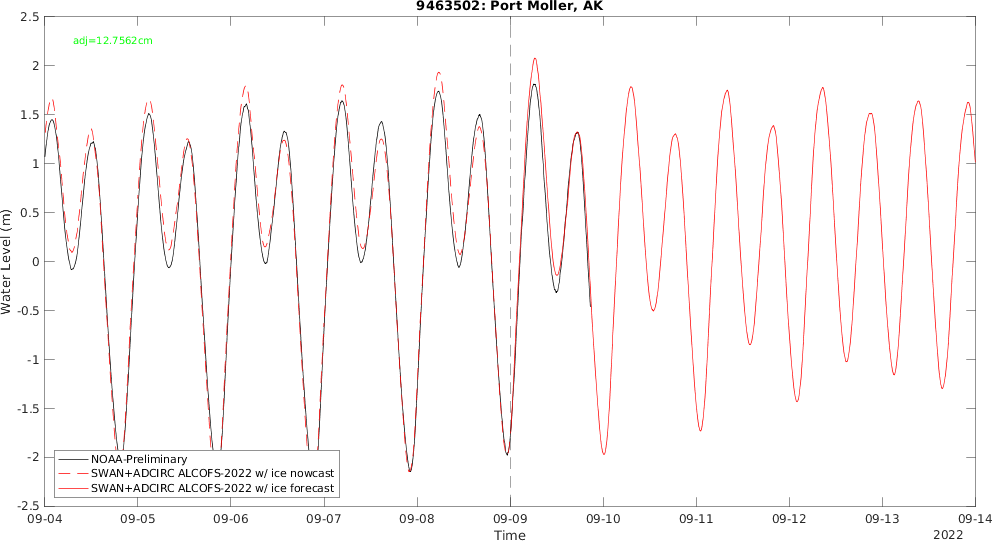 9463502: Port Moller, AK
adj=12.7562cm
2.5
2
1.5
1
0.5
0
-0.5
-1
-1.5
-2
-2.5
Water Level (m)
NOAA-Preliminary
SWAN+ADCIRC ALCOFS-2022 w/ ice nowcast
SWAN+ADCIRC ALCOFS-2022 w/ ice forecast
09-04 09-05 09-06 09-07 09-08 09-09 09-10 09-11 09-12 09-13 09-14
Time
2022